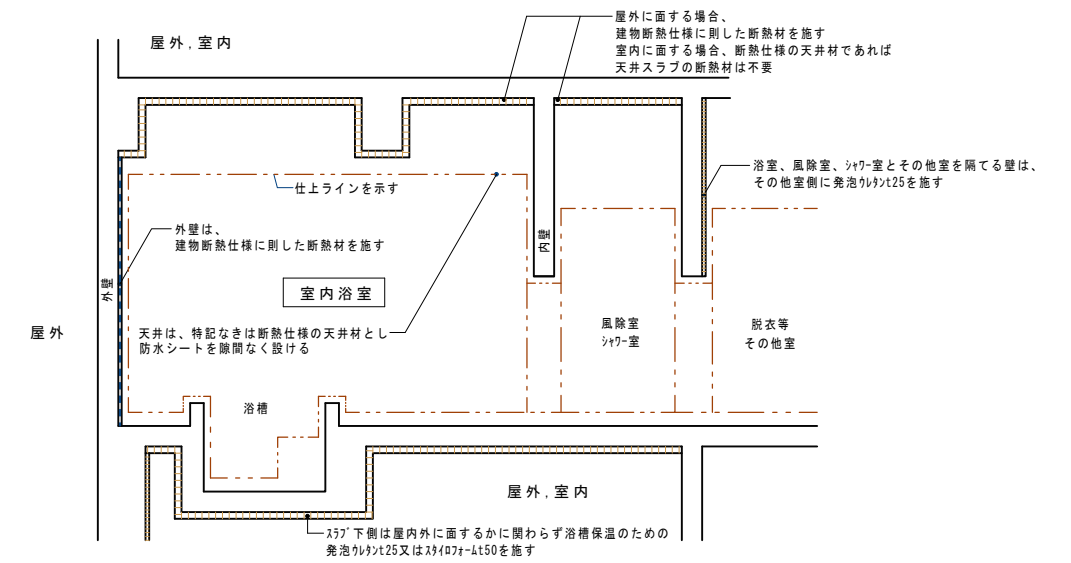 屋外に面する場合、
建物断熱仕様に則した断熱材を施す
室内に面する場合、断熱仕様の天井材であれば
天井スラブの断熱材は不要
屋外,室内
浴室、風除室、ｼｬﾜｰ室とその他室を隔てる壁は、
その他室側に発泡ｳﾚﾀﾝt25を施す
仕上ラインを示す
外壁は、
建物断熱仕様に則した断熱材を施す
内壁
外壁
室内浴室
屋外
天井は、特記なきは断熱仕様の天井材とし
防水シートを隙間なく設ける
風除室
ｼｬﾜｰ室
脱衣等
その他室
浴槽
屋外,室内
ｽﾗﾌﾞ下側は屋内外に面するかに関わらず浴槽保温のための
発泡ｳﾚﾀﾝt25又はｽﾀｲﾛﾌｫｰﾑt50を施す